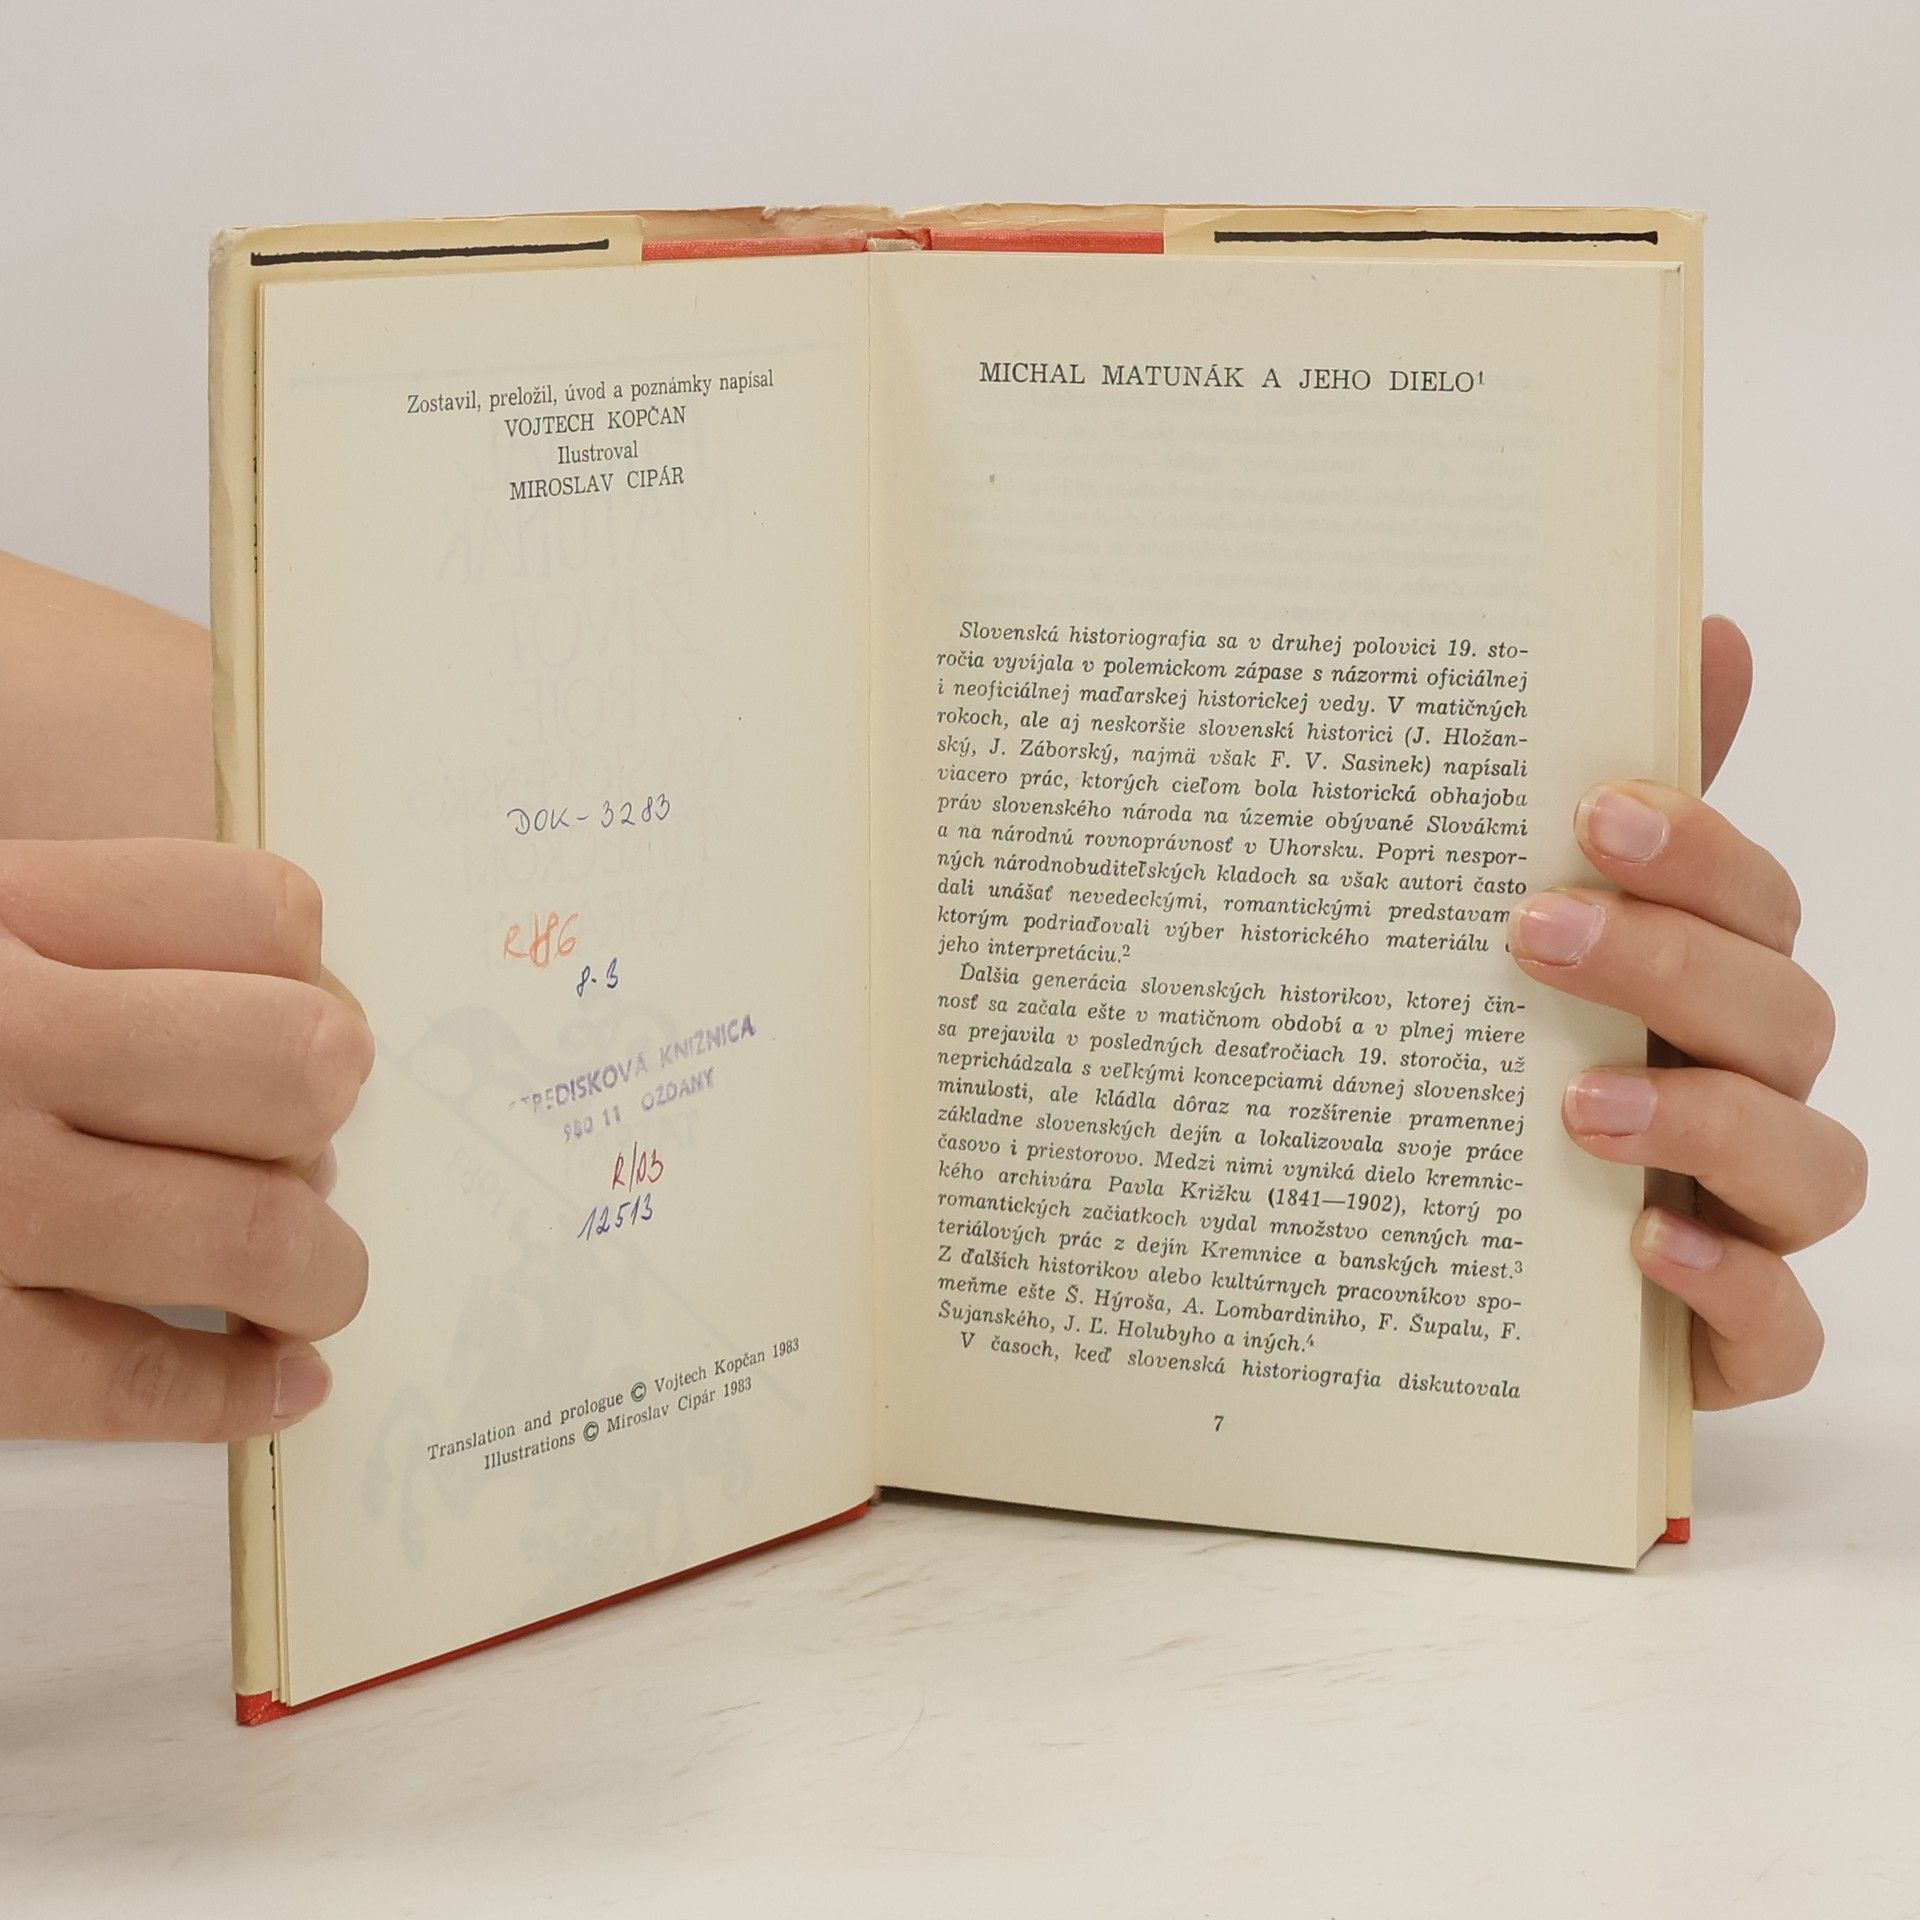 Zostavil, preložil, úvod a poznámky napísal
VOJTECH KOPČAN
Ilustroval
MIROSLAV CIPÁR
DOK-3283
8-3
STREDISKOVÁ KNIŽNICA
980 11 OŽDANY
R/03
12513
Translation and prologue © Vojtech Kopčan 1983
Illustrations © Miroslav Cipár 1983
MICHAL MATUNÁK A JEHO DIELO¹
Slovenská historiografia sa v druhej polovici 19. sto-
ročia vyvíjala v polemickom zápase s názormi oficiálnej
i neoficiálnej maďarskej historickej vedy. V matičných
rokoch, ale aj neskoršie slovenskí historici (J. Hložan-
ský, J. Záborský, najmä však F. V. Sasinek) napísali
viacero prác, ktorých cieľom bola historická obhajoba
práv slovenského národa na územie obývané Slovákmi
a na národnú rovnoprávnosť v Uhorsku. Popri nespor-
ných národnobuditeľských kladoch sa však autori často
dali unášať nevedeckými, romantickými predstavam
ktorým podriaďovali výber historického materiálu
jeho interpretáciu.²
Ďalšia generácia slovenských historikov, ktorej čin-
nosť sa začala ešte v matičnom období a v plnej miere
sa prejavila v posledných desaťročiach 19. storočia, už
neprichádzala s veľkými koncepciami dávnej slovenskej
minulosti, ale kládla dôraz na rozšírenie pramennej
základne slovenských dejín a lokalizovala svoje práce
časovo i priestorovo. Medzi nimi vyniká dielo kremnic-
kého archivára Pavla Križku (1841—1902), ktorý po
romantických začiatkoch vydal množstvo cenných ma-
teriálových prác z dejín Kremnice a banských miest.³
Z ďalších historikov alebo kultúrnych pracovníkov spo-
meňme ešte Š. Hýroša, A. Lombardiniho, F. Šupalu, F.
Šujanského, J. Ľ. Holubyho a iných.⁴
V časoch, keď slovenská historiografia diskutovala
7